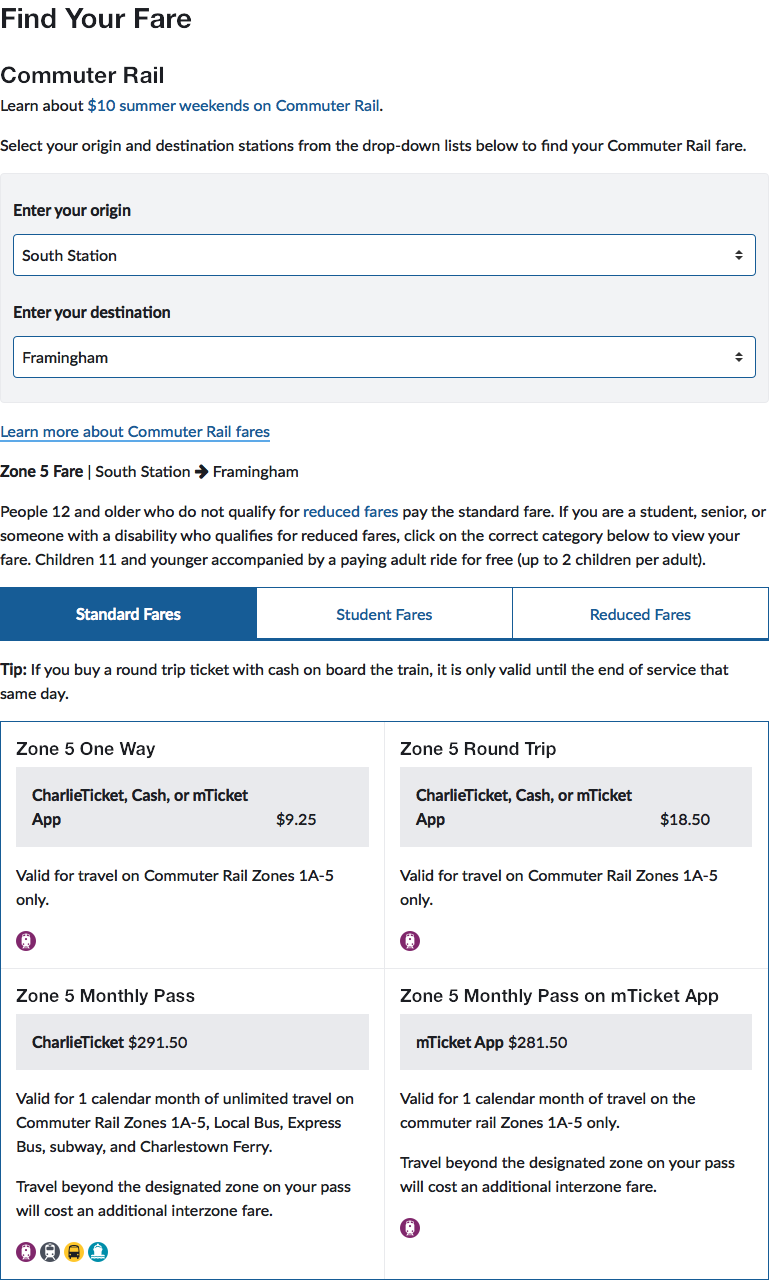 Find Your Fare
Commuter Rail
Learn about $10 summer weekends on Commuter Rail.
Select your origin and destination stations from the drop-down lists below to find your Commuter Rail fare.
Enter your origin
South Station
Enter your destination
Framingham
Learn more about Commuter Rail fares
Zone 5 Fare | South Station → Framingham
People 12 and older who do not qualify for reduced fares pay the standard fare. If you are a student, senior, or
someone with a disability who qualifies for reduced fares, click on the correct category below to view your
fare. Children 11 and younger accompanied by a paying adult ride for free (up to 2 children per adult).
Standard Fares
Student Fares
Reduced Fares
Tip: If you buy a round trip ticket with cash on board the train, it is only valid until the end of service that
same day.
Zone 5 One Way
CharlieTicket, Cash, or mTicket
App $9.25
Valid for travel on Commuter Rail Zones 1A-5
only.
Zone 5 Round Trip
CharlieTicket, Cash, or mTicket
App $18.50
Valid for travel on Commuter Rail Zones 1A-5
only.
Zone 5 Monthly Pass
CharlieTicket $291.50
Valid for 1 calendar month of unlimited travel on
Commuter Rail Zones 1A-5, Local Bus, Express
Bus, subway, and Charlestown Ferry.
Travel beyond the designated zone on your pass
will cost an additional interzone fare.
Zone 5 Monthly Pass on mTicket App
mTicket App $281.50
Valid for 1 calendar month of travel on the
commuter rail Zones 1A-5 only.
Travel beyond the designated zone on your pass
will cost an additional interzone fare.